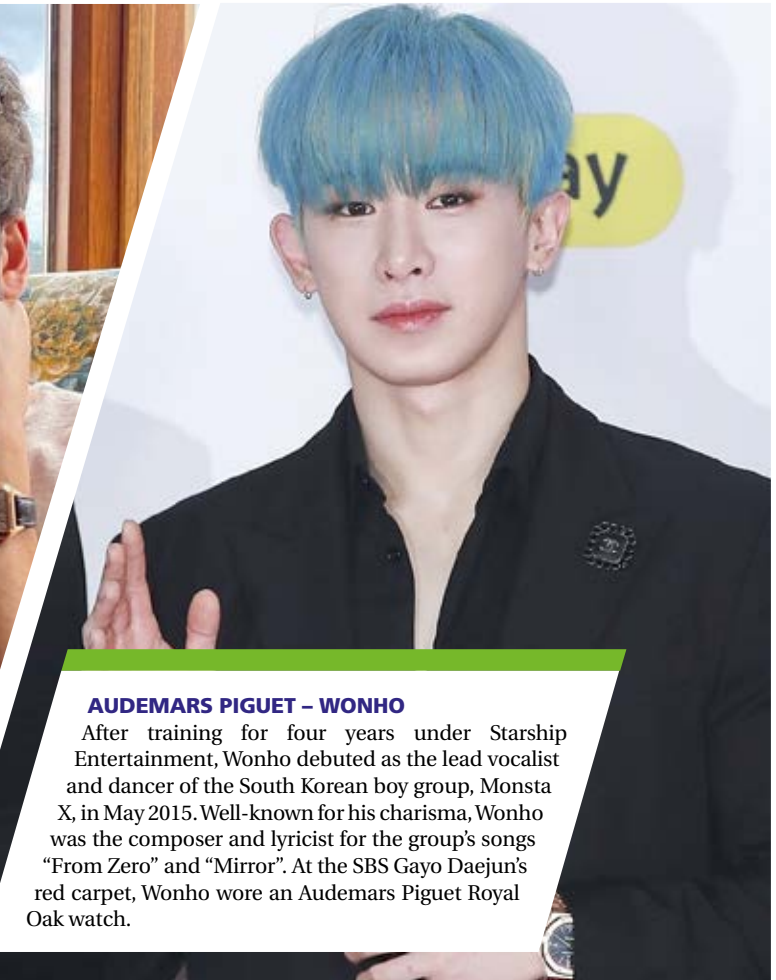 ay
AUDEMARS PIGUET – WONHO
After training for four years under Starship
Entertainment, Wonho debuted as the lead vocalist
and dancer of the South Korean boy group, Monsta
X, in May 2015. Well-known for his charisma, Wonho
was the composer and lyricist for the group’s songs
“From Zero” and “Mirror”. At the SBS Gayo Daejun’s
red carpet, Wonho wore an Audemars Piguet Royal
Oak watch.